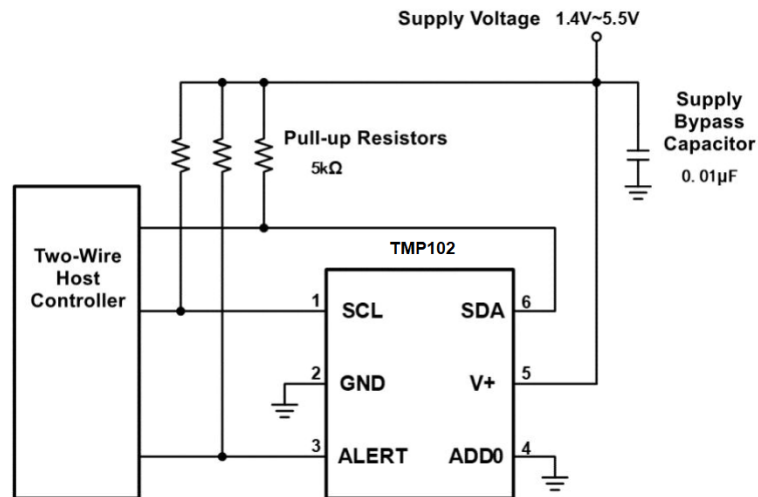 Supply Voltage 1.4V~5.5V
Supply
Bypass
Capacitor
0.01μF
Pull-up Resistors
5kΩ
Two-Wire
Host
Controller
TMP102
1 SCL SDA 6
2 GND V+ 5
3 ALERT ADD0 4